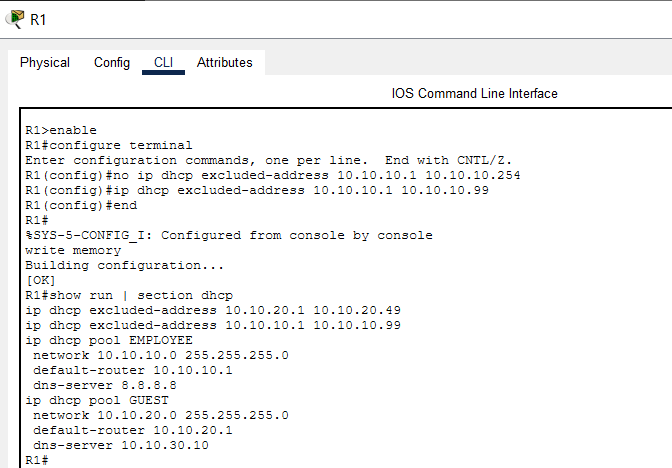 R1
Physical Config CLI Attributes
IOS Command Line Interface
R1>enable
R1#configure terminal
Enter configuration commands, one per line.  End with CNTL/Z.
R1(config)#no ip dhcp excluded-address 10.10.10.1 10.10.10.254
R1(config)#ip dhcp excluded-address 10.10.10.1 10.10.10.99
R1(config)#end
R1#
%SYS-5-CONFIG_I: Configured from console by console
write memory
Building configuration...
[OK]
R1#show run | section dhcp
ip dhcp excluded-address 10.10.20.1 10.10.20.49
ip dhcp excluded-address 10.10.10.1 10.10.10.99
ip dhcp pool EMPLOYEE
 network 10.10.10.0 255.255.255.0
 default-router 10.10.10.1
 dns-server 8.8.8.8
ip dhcp pool GUEST
 network 10.10.20.0 255.255.255.0
 default-router 10.10.20.1
 dns-server 10.10.30.10
R1#